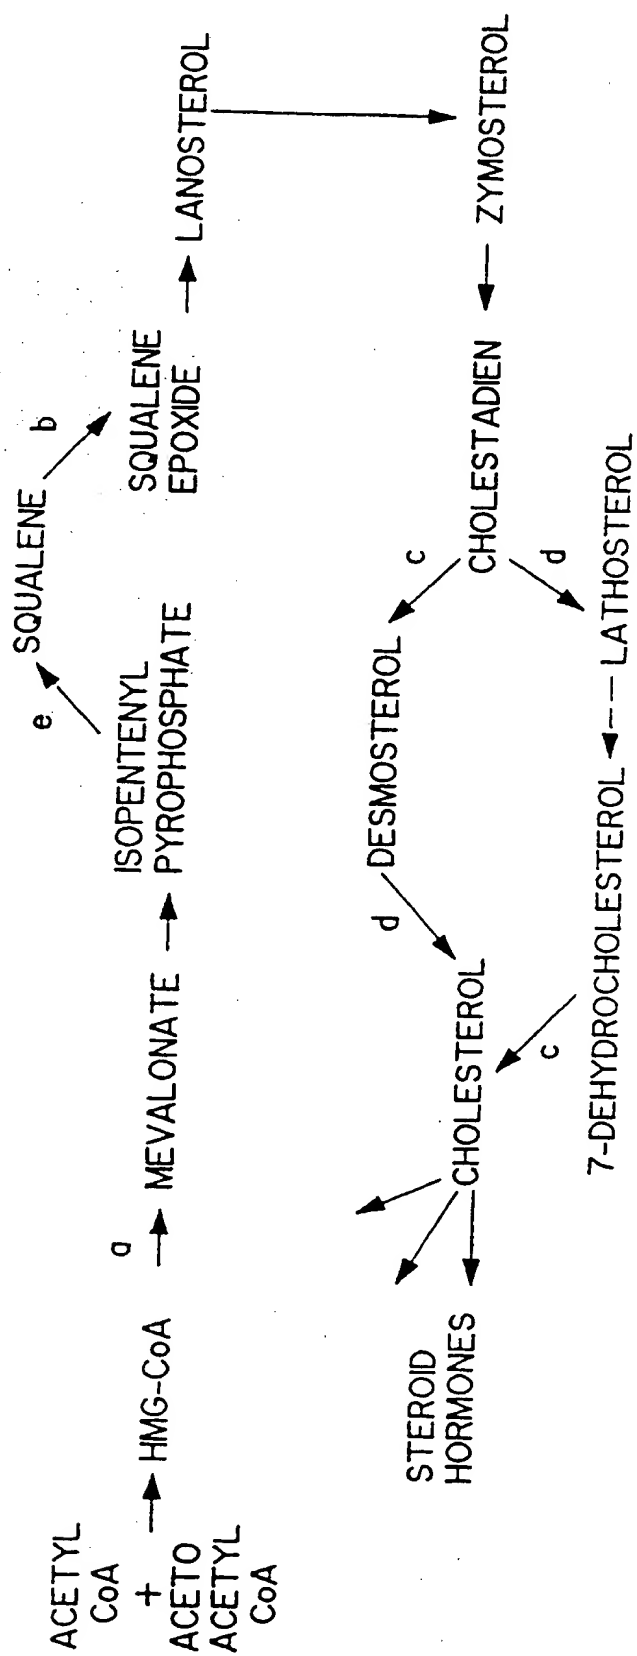 ACETYL
CoA
+
ACETO
ACETYL
CoA
HMG-CoA
a
MEVALONATE
ISOPENTENYL
PYROPHOSPHATE
e
SQUALENE
b
SQUALENE
EPOXIDE
LANOSTEROL
ZYMOSTEROL
CHOLESTADIEN
c
DESMOSTEROL
d
CHOLESTEROL
d
LATHOSTEROL
7-DEHYDROCHOLESTEROL
c
STEROID
HORMONES